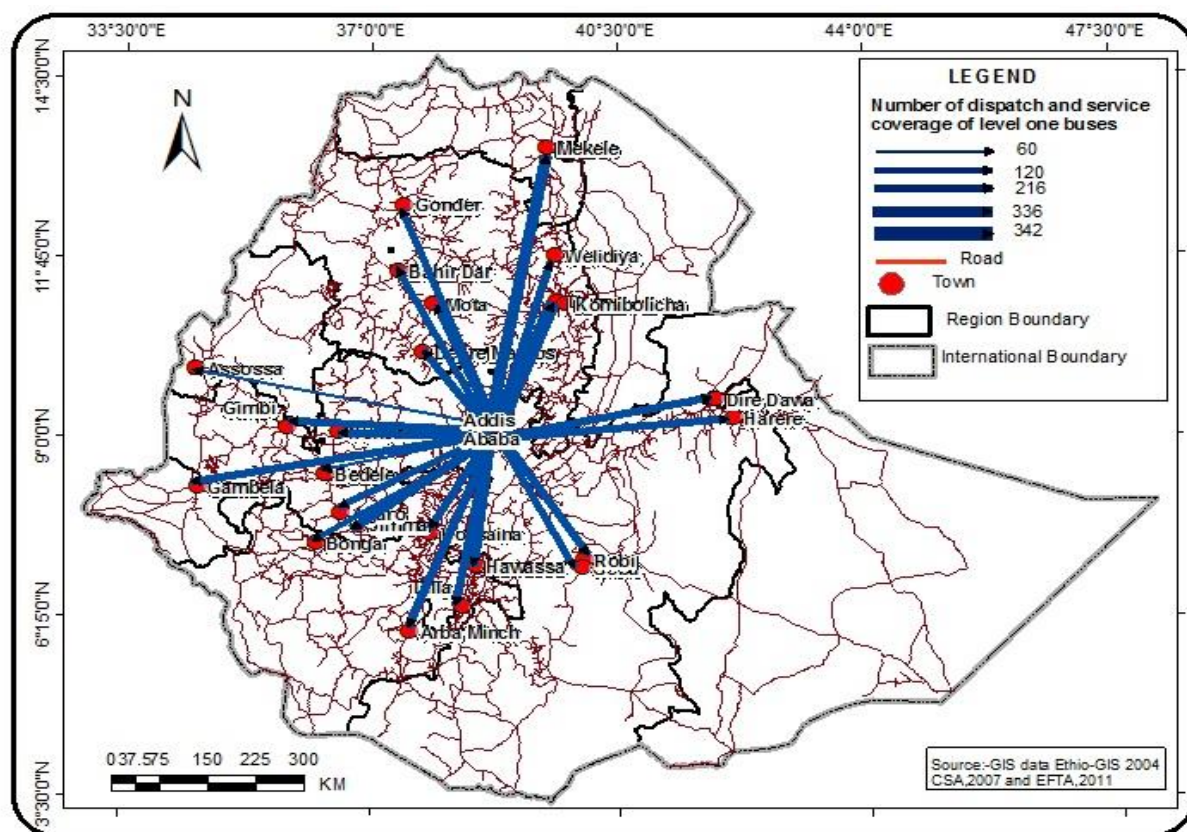 33°30'0"E
37°0'0"E
40°30'0"E
44°0'0"E
47°30'0"E
14°30'0"N
11°45'0"N
9°0'0"N
6°15'0"N
3°30'0"N
N
LEGEND
Number of dispatch and service
coverage of level one buses
60
120
216
336
342
Road
Town
Region Boundary
International Boundary
Mekele
Gonder
Welidiya
Bahir Dar
Mota
Komibolicha
Assossa
Gimbi
Addis
Ababa
Dire Dawa
Harere
Bedele
Gambela
Bonga
Hawassa
Robi
Arba Minch
037.575 150 225 300
KM
Source:-GIS data Ethio-GIS 2004
CSA,2007 and EFTA,2011